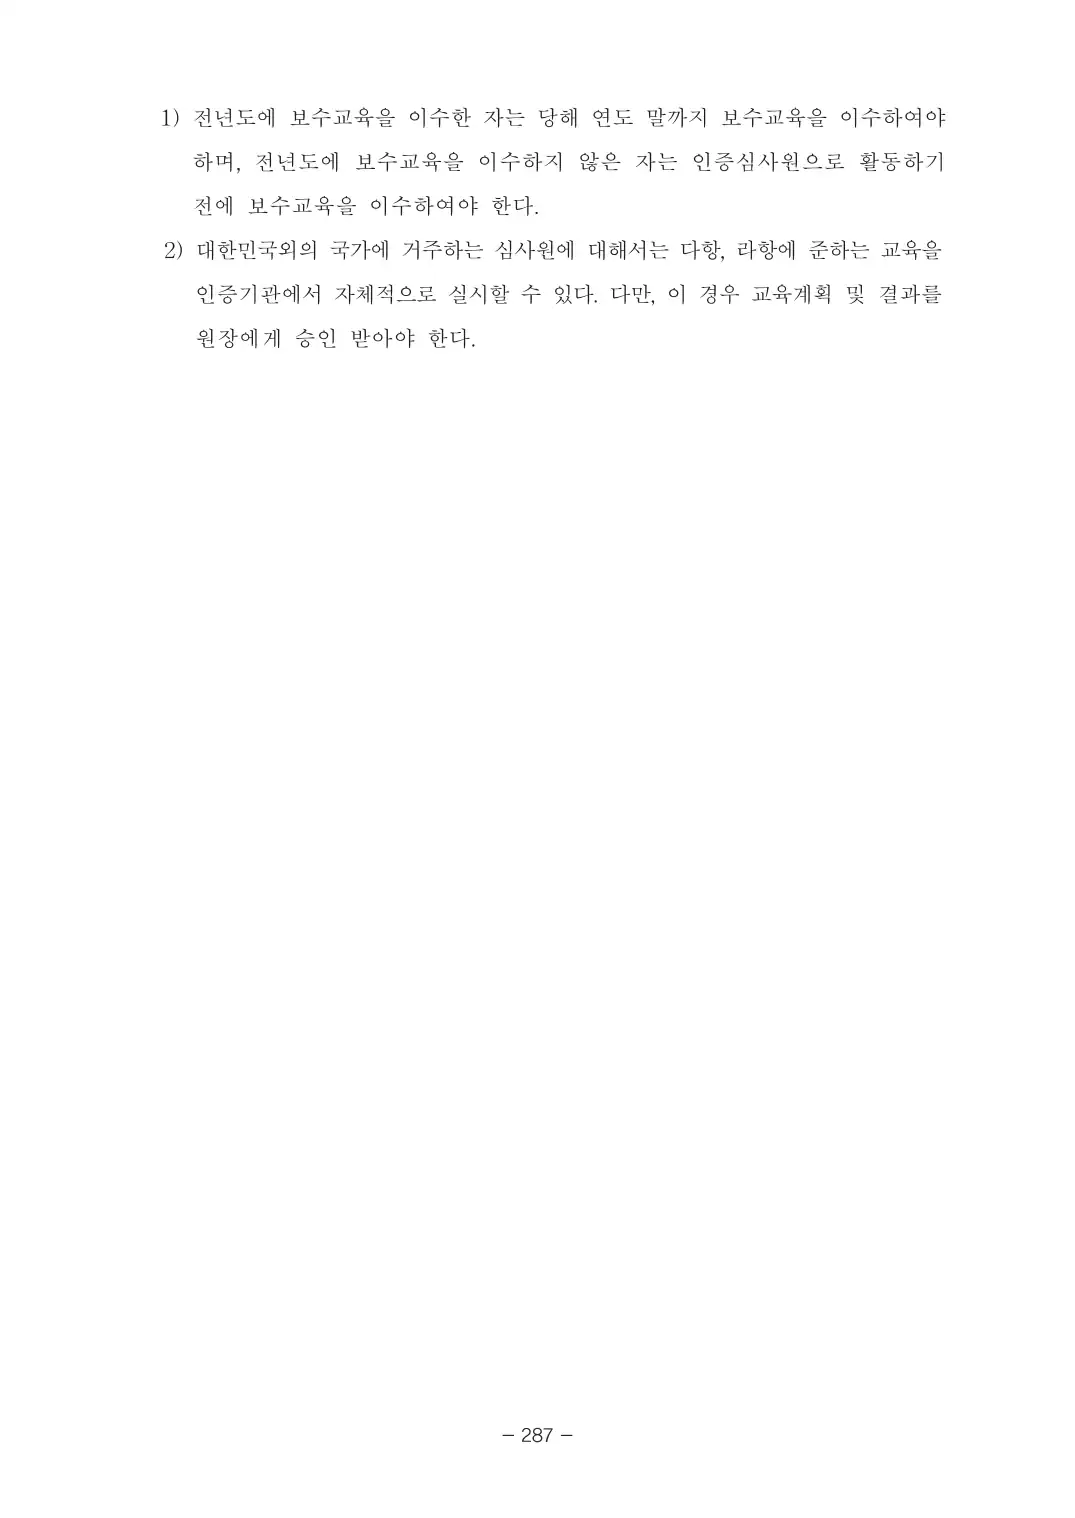 1) 전년도에 보수교육을 이수한 자는 당해 연도 말까지 보수교육을 이수하여야
하며, 전년도에 보수교육을 이수하지 않은 자는 인증심사원으로 활동하기
전에 보수교육을 이수하여야 한다.
2) 대한민국외의 국가에 거주하는 심사원에 대해서는 다항, 라항에 준하는 교육을
인증기관에서 자체적으로 실시할 수 있다. 다만, 이 경우 교육계획 및 결과를
원장에게 승인 받아야 한다.
- 287 -